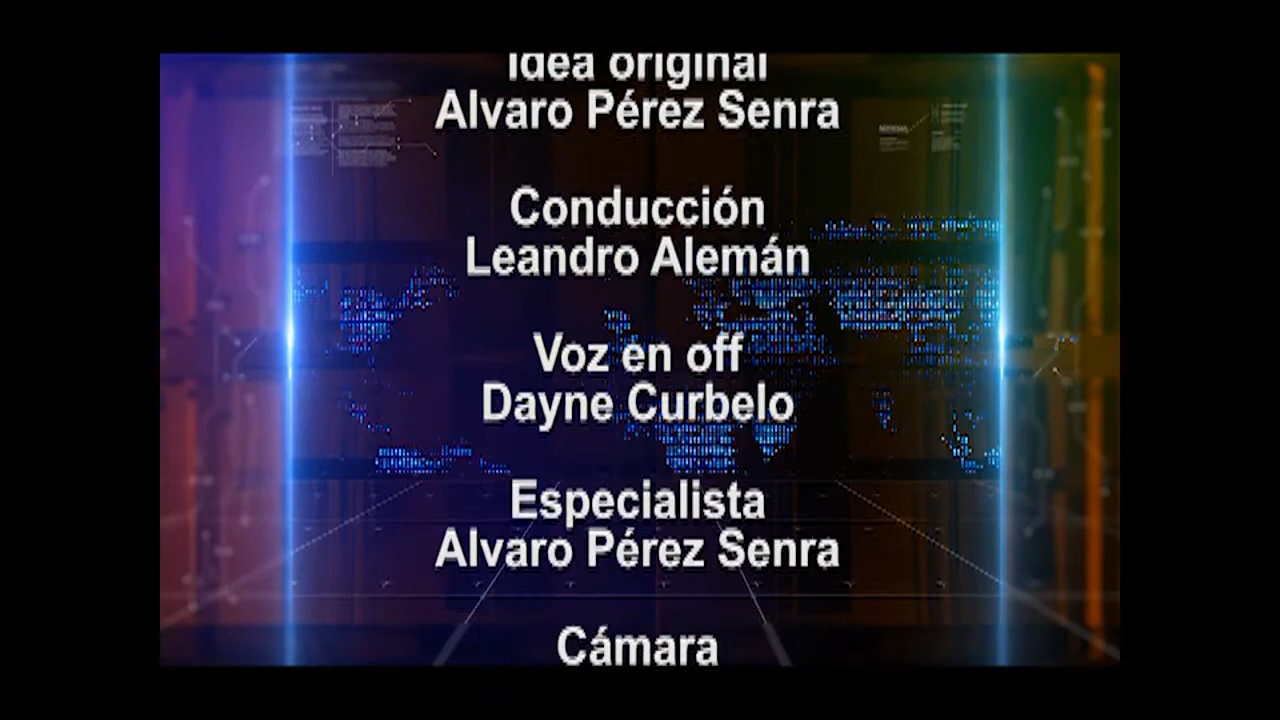 Idea original
Alvaro Pérez Senra
Conducción
Leandro Alemán
Voz en off
Dayne Curbelo
Especialista
Alvaro Pérez Senra
Cámara